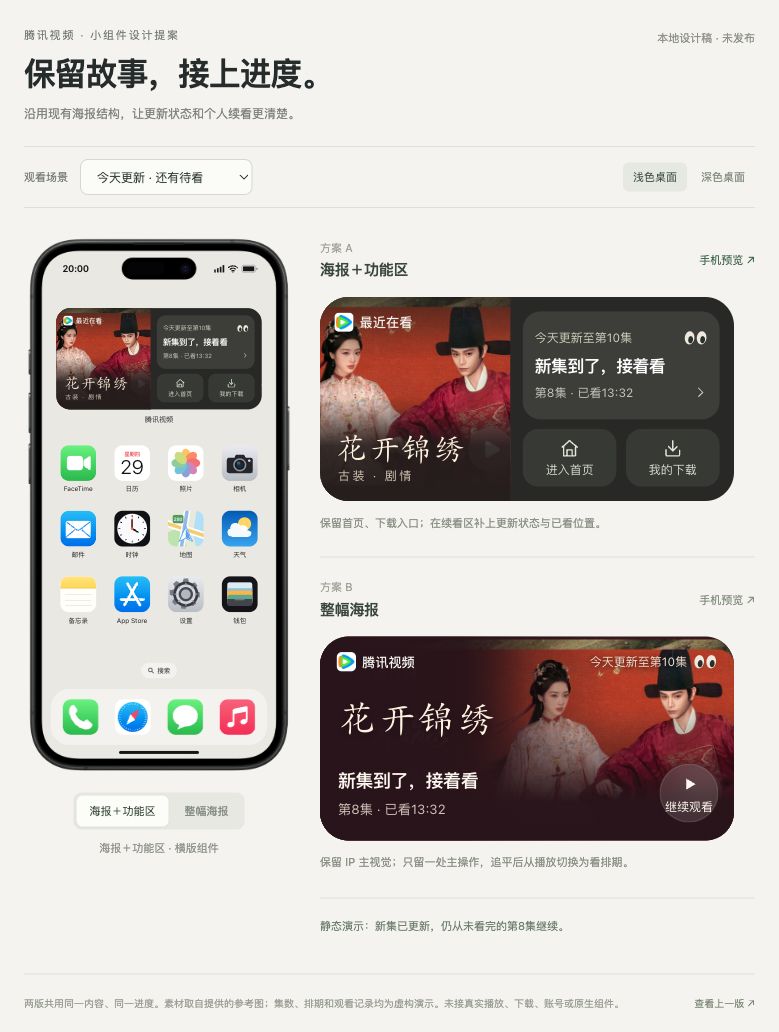 腾讯视频 · 小组件设计提案
本地设计稿 · 未发布
保留故事，接上进度。
沿用现有海报结构，让更新状态和个人续看更清楚。
观看场景
今天更新 · 还有待看
浅色桌面
深色桌面
20:00
最近在看
花开锦绣
古装 · 剧情
今天更新至第10集
新集到了，接着看
第8集 · 已看13:32
进入首页
我的下载
腾讯视频
FaceTime
星期四
29
日历
照片
相机
邮件
时钟
280
地图
天气
备忘录
App Store
设置
钱包
搜索
海报＋功能区
整幅海报
海报＋功能区 · 横版组件
方案 A
海报＋功能区
手机预览 ↗
最近在看
花开锦绣
古装 · 剧情
今天更新至第10集
新集到了，接着看
第8集 · 已看13:32
进入首页
我的下载
保留首页、下载入口；在续看区补上更新状态与已看位置。
方案 B
整幅海报
手机预览 ↗
腾讯视频
今天更新至第10集
花开锦绣
新集到了，接着看
第8集 · 已看13:32
继续观看
保留 IP 主视觉；只留一处主操作，追平后从播放切换为看排期。
静态演示：新集已更新，仍从未看完的第8集继续。
两版共用同一内容、同一进度。素材取自提供的参考图；集数、排期和观看记录均为虚构演示。未接真实播放、下载、账号或原生组件。
查看上一版 ↗